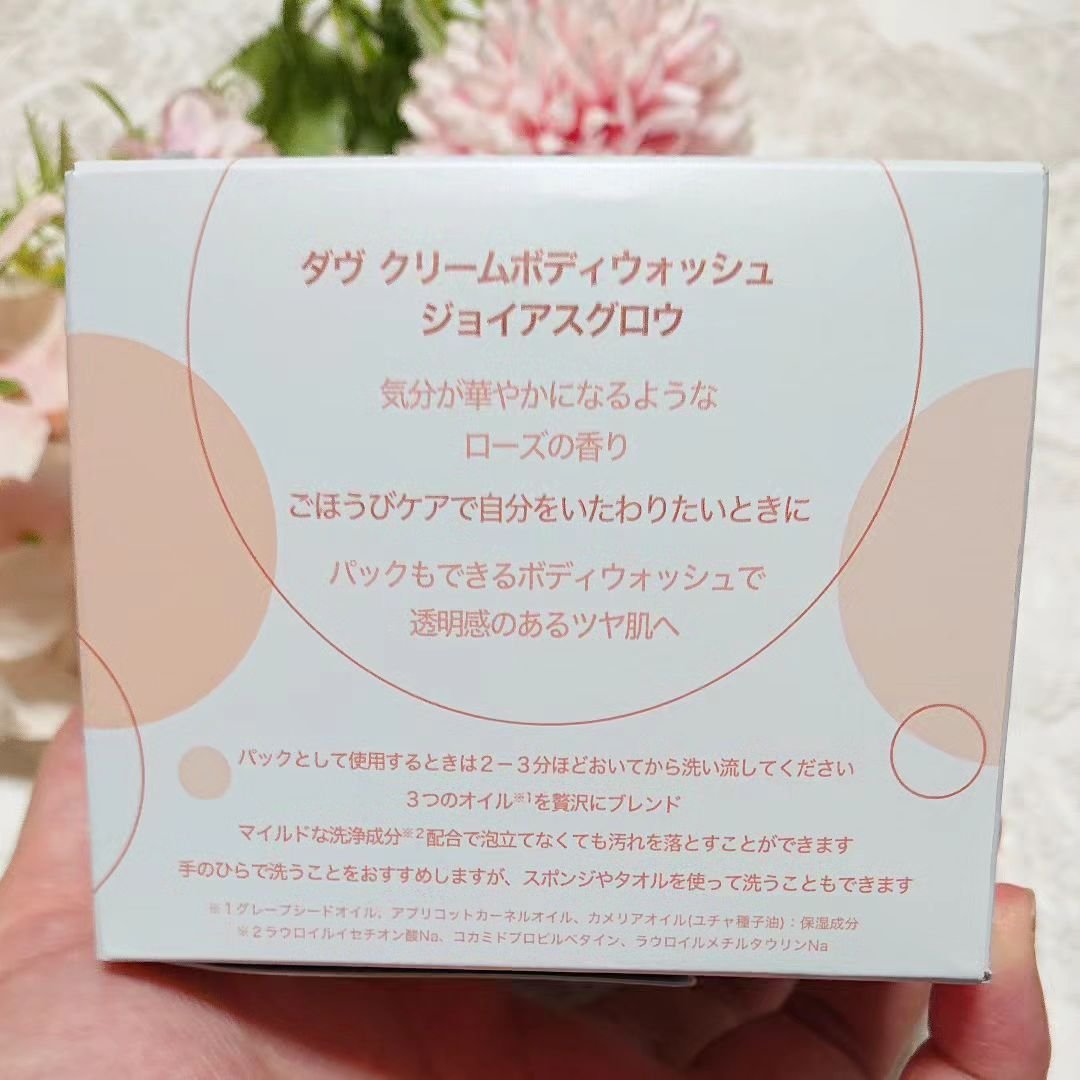 ダヴ クリームボディウォッシュ
ジョイアスグロウ
気分が華やかになるような
ローズの香り
ごほうびケアで自分をいたわりたいときに
パックもできるボディウォッシュで
透明感のあるツヤ肌へ
パックとして使用するときは2－3分ほどおいてから洗い流してください
3つのオイル※1を贅沢にブレンド
マイルドな洗浄成分※2配合で泡立てなくても汚れを落とすことができます
手のひらで洗うことをおすすめしますが、スポンジやタオルを使って洗うこともできます
※1グレープシードオイル、アプリコットカーネルオイル、カメリアオイル(ユチャ種子油)：保湿成分
※2ラウロイルイセチオン酸Na、コカミドプロピルベタイン、ラウロイルメチルタウリンNa